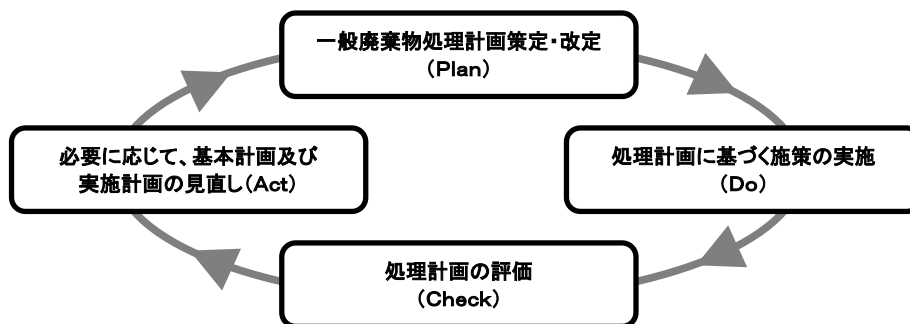 一般廃棄物処理計画策定・改定
(Plan)
必要に応じて、基本計画及び
実施計画の見直し(Act)
処理計画に基づく施策の実施
(Do)
処理計画の評価
(Check)